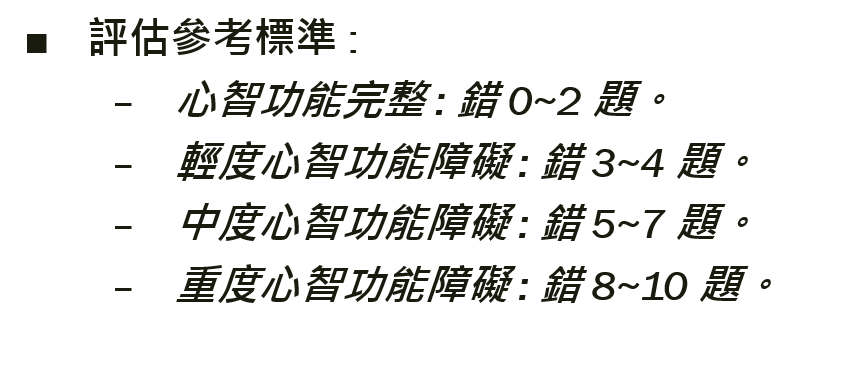 ■ 評估參考標準 :
– 心智功能完整 : 錯 0~2 題。
– 輕度心智功能障礙 : 錯 3~4 題。
– 中度心智功能障礙 : 錯 5~7 題。
– 重度心智功能障礙 : 錯 8~10 題。